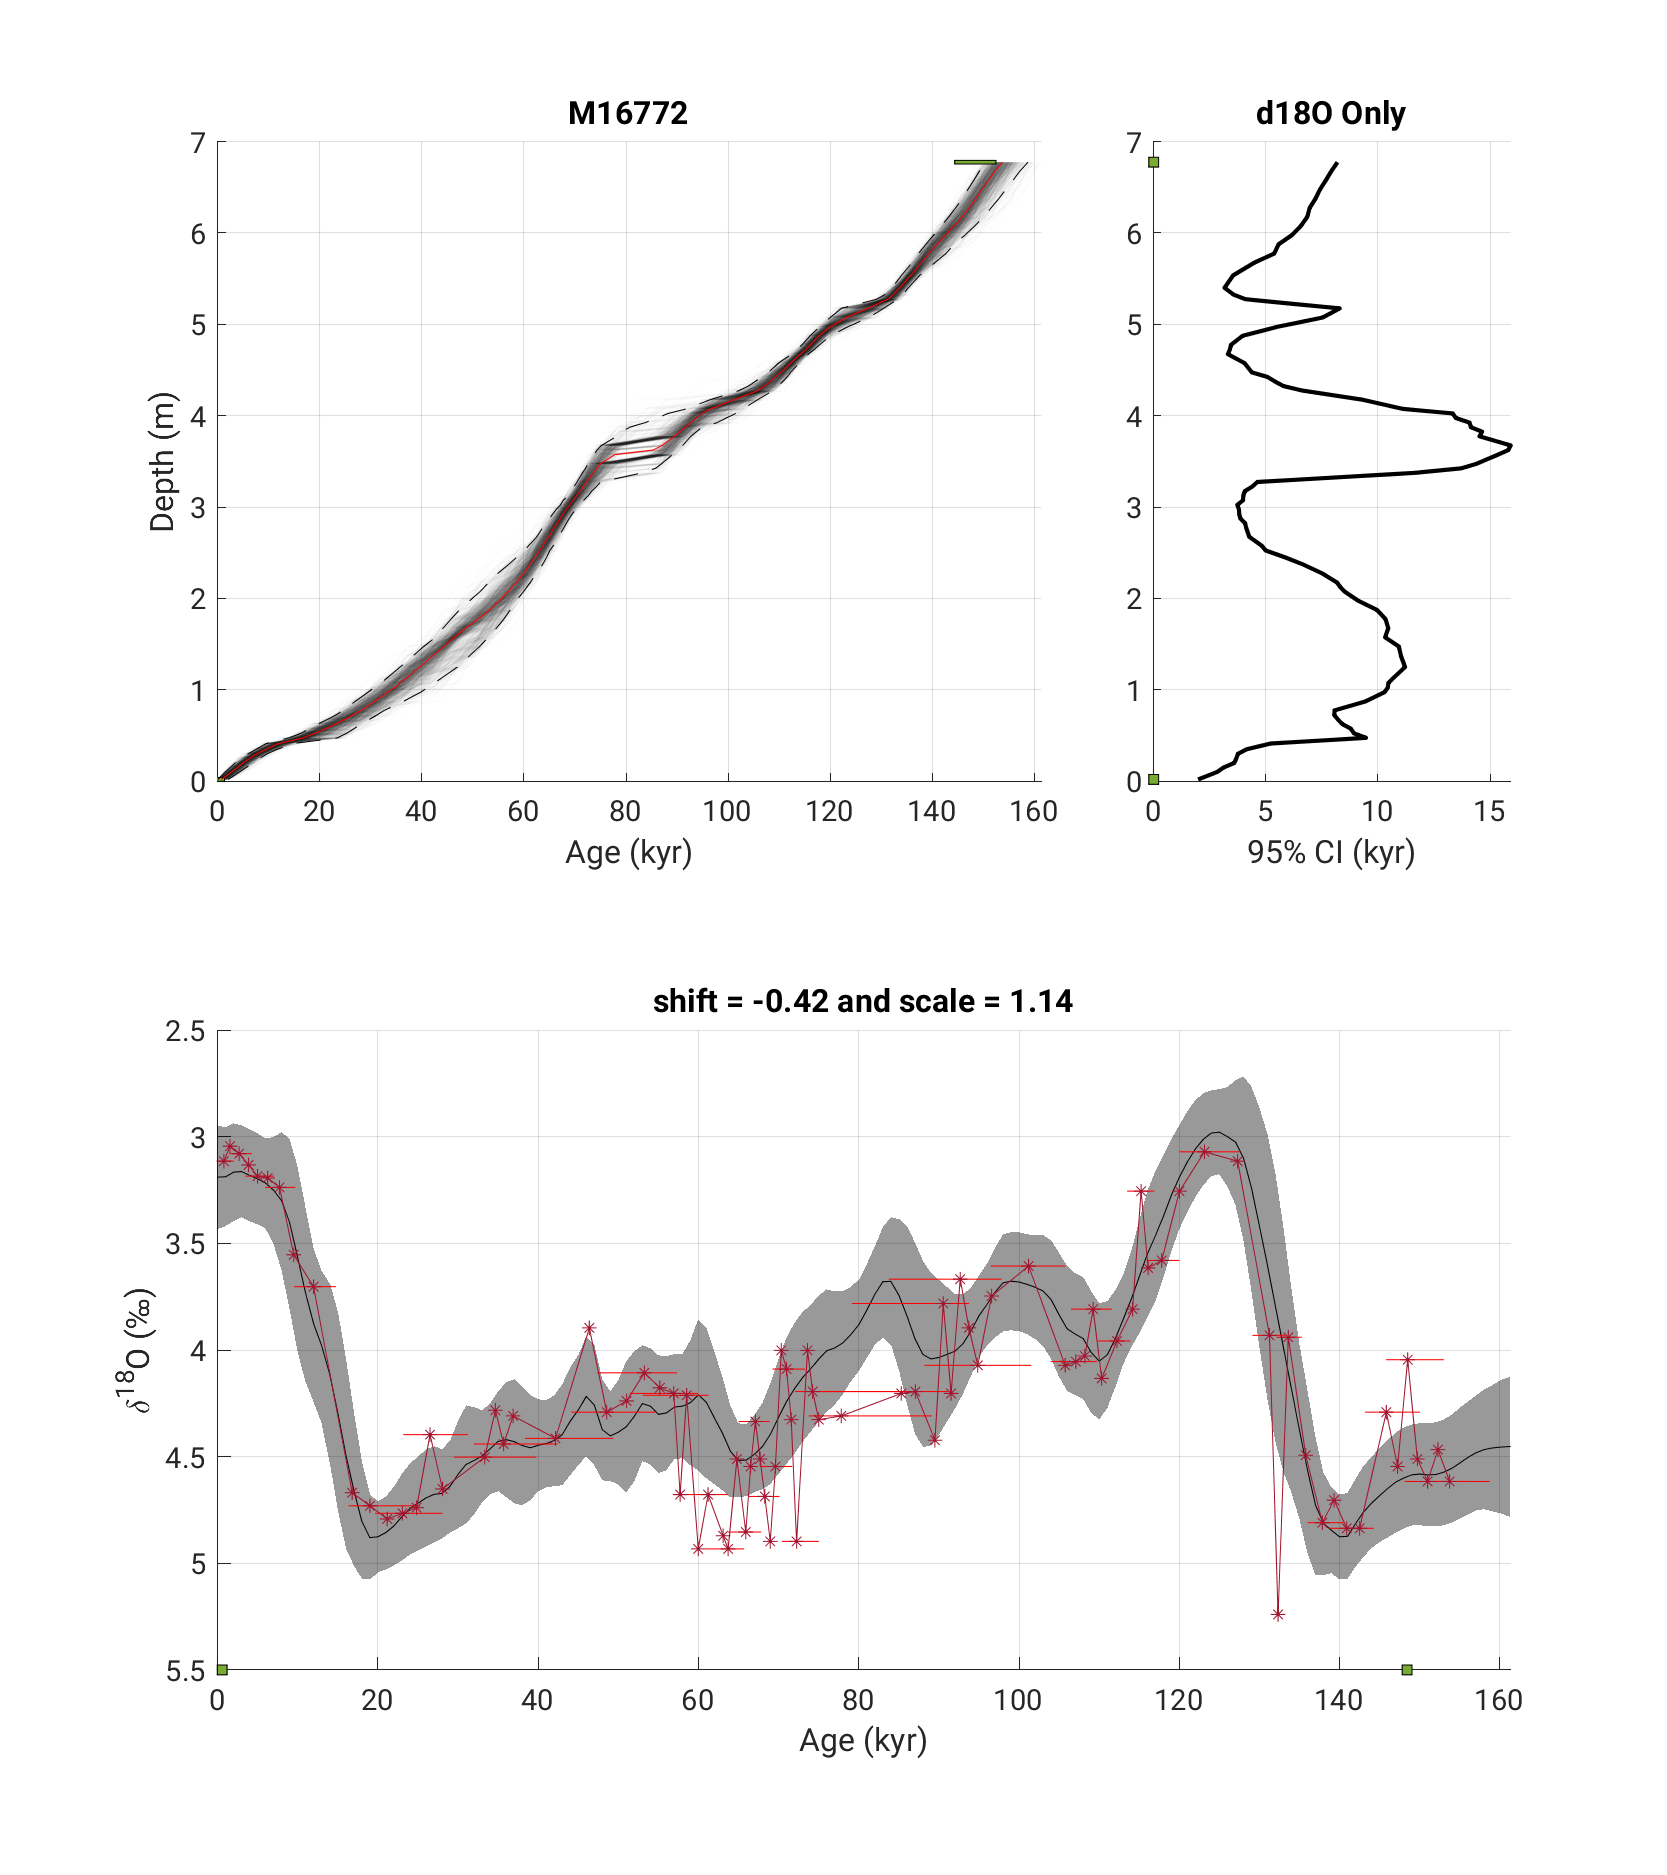 M16772
d18O Only
7
6
5
4
3
2
1
0
Depth (m)
0 20 40 60 80 100 120 140 160
Age (kyr)
7
6
5
4
3
2
1
0
0 5 10 15
95% CI (kyr)
shift = -0.42 and scale = 1.14
2.5
3
3.5
4
4.5
5
5.5
δ¹⁸O (‰)
0 20 40 60 80 100 120 140 160
Age (kyr)